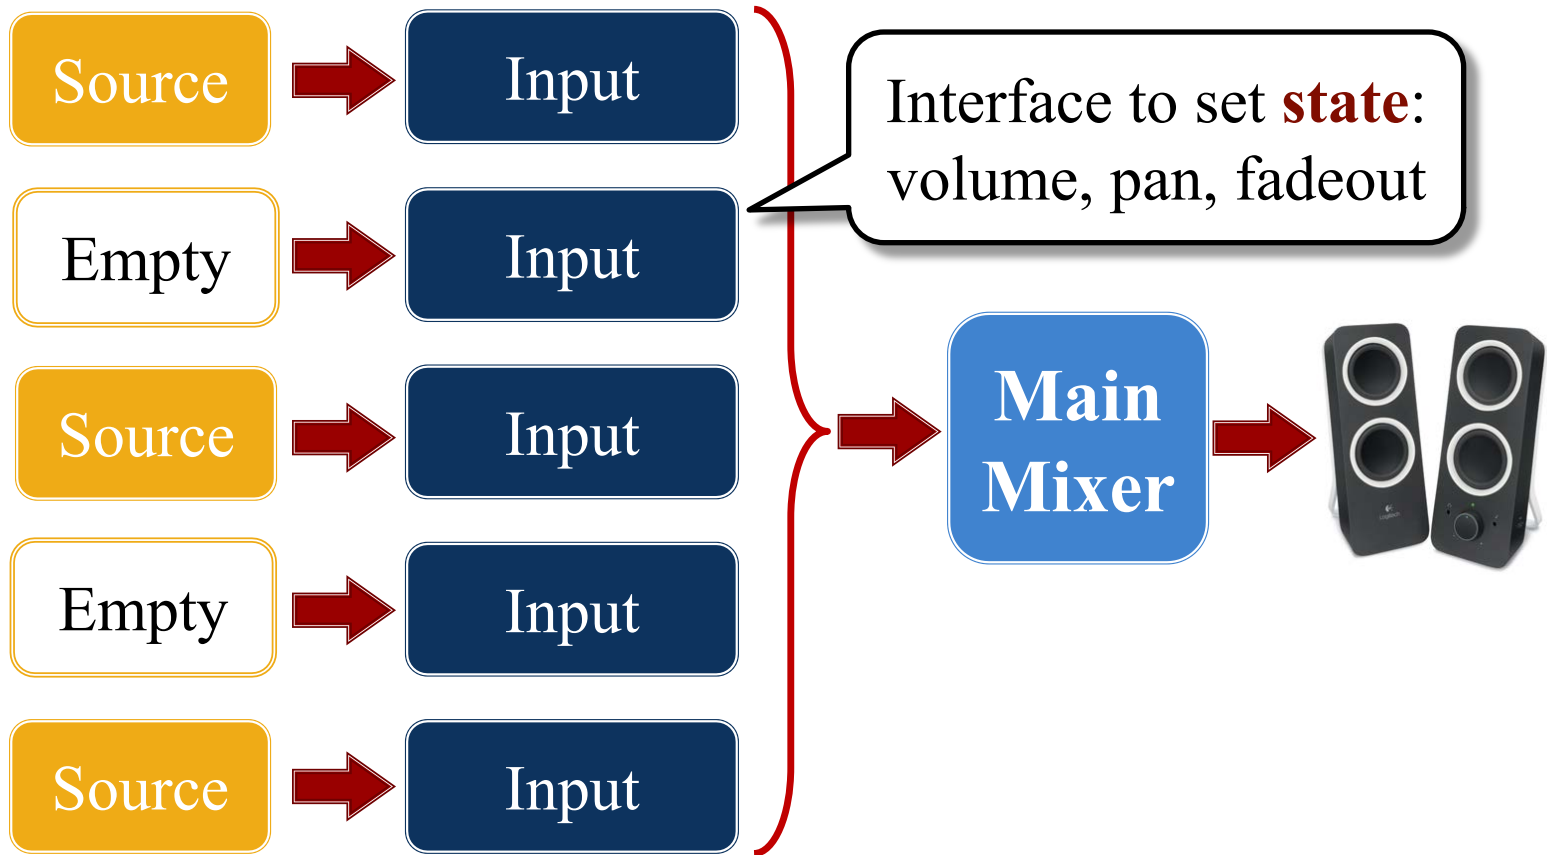 Source
Input
Interface to set state:
volume, pan, fadeout
Empty
Input
Source
Input
Main
Mixer
Empty
Input
Source
Input